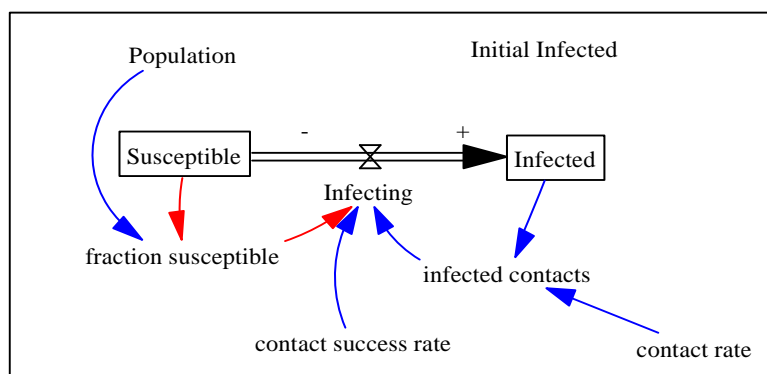 Population
Initial Infected
-
+
Susceptible
Infected
Infecting
fraction susceptible
infected contacts
contact success rate
contact rate